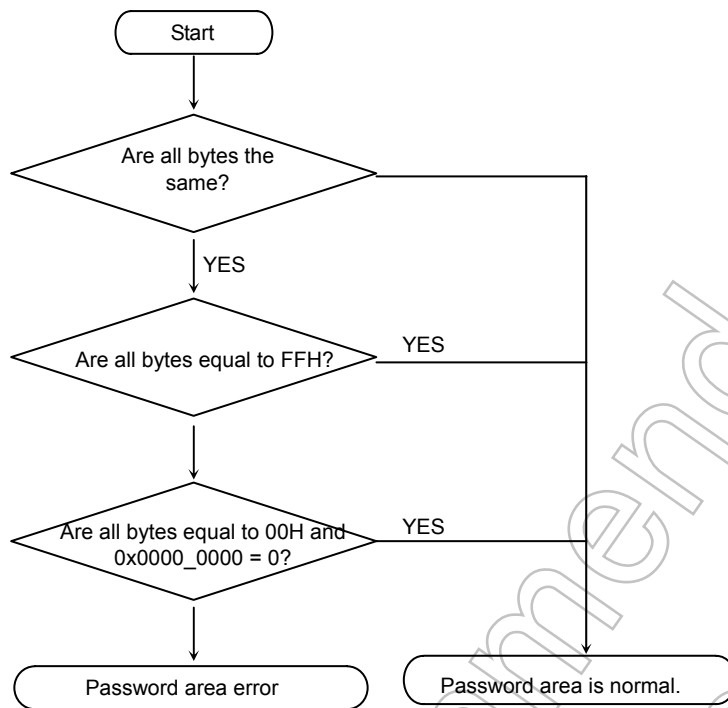 Start
Are all bytes the
same?
YES
Are all bytes equal to FFH?
YES
Are all bytes equal to 00H and
0x0000_0000 = 0?
YES
Password area error
Password area is normal.